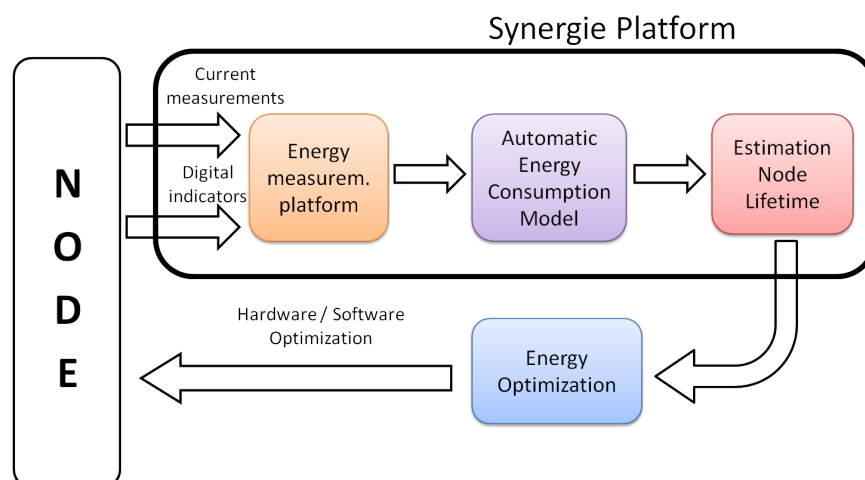 Synergie Platform
Current
measurements
Digital
indicators
N
O
D
E
Energy
measurem.
platform
Automatic
Energy
Consumption
Model
Estimation
Node
Lifetime
Hardware / Software
Optimization
Energy
Optimization